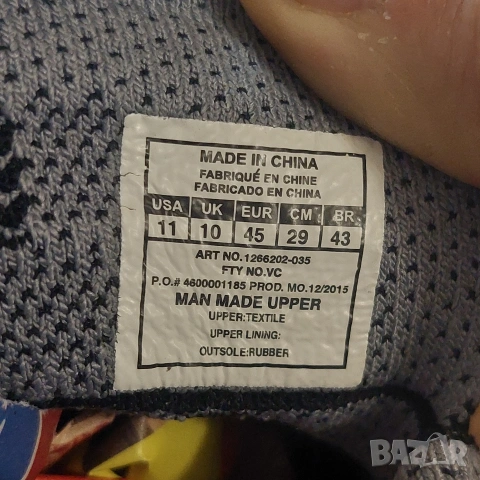 MADE IN CHINA
FABRIQUÉ EN CHINE
FABRICADO EN CHINA
USA UK EUR CM BR
11 10 45 29 43
ART NO.1266202-035
FTY NO.VC
P.O.# 4600001185 PROD. MO.12/2015
MAN MADE UPPER
UPPER:TEXTILE
UPPER LINING:
OUTSOLE:RUBBER
BAZAR